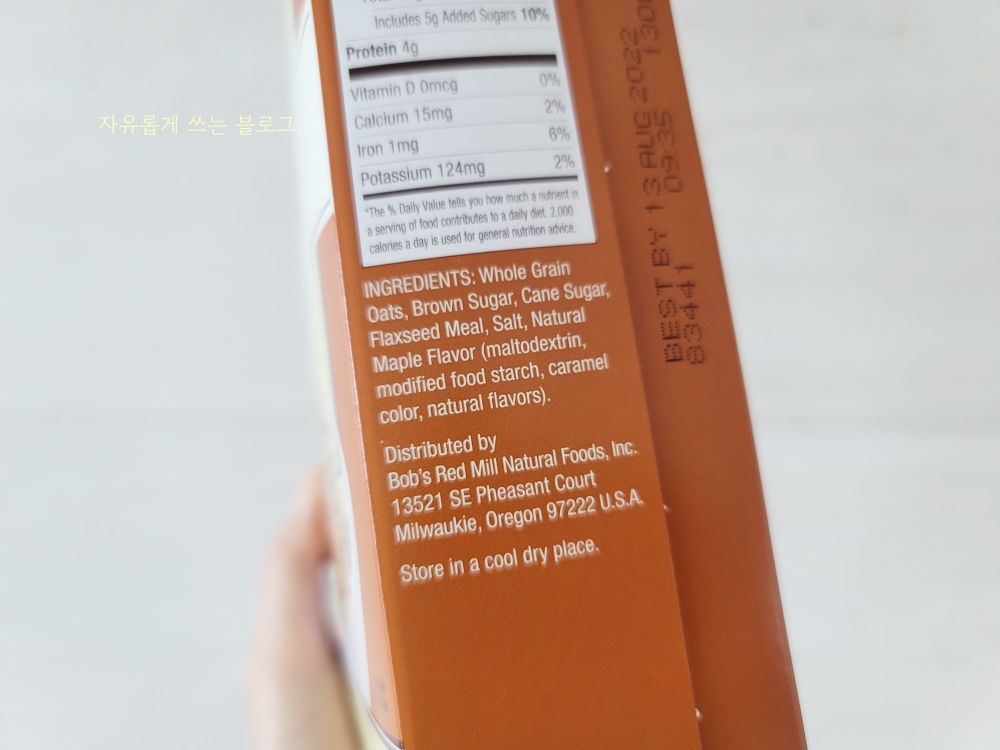 Includes 5g Added Sugars 10%
Protein 4g
Vitamin D 0mcg 0%
Calcium 15mg 2%
Iron 1mg 6%
Potassium 124mg 2%
*The % Daily Value tells you how much a nutrient in
a serving of food contributes to a daily diet. 2,000
calories a day is used for general nutrition advice.
INGREDIENTS: Whole Grain
Oats, Brown Sugar, Cane Sugar,
Flaxseed Meal, Salt, Natural
Maple Flavor (maltodextrin,
modified food starch, caramel
color, natural flavors).
Distributed by
Bob's Red Mill Natural Foods, Inc.
13521 SE Pheasant Court
Milwaukie, Oregon 97222 U.S.A.
Store in a cool dry place.
BEST BY 13 AUG 2022
83441 09:35
자유롭게 쓰는 블로그